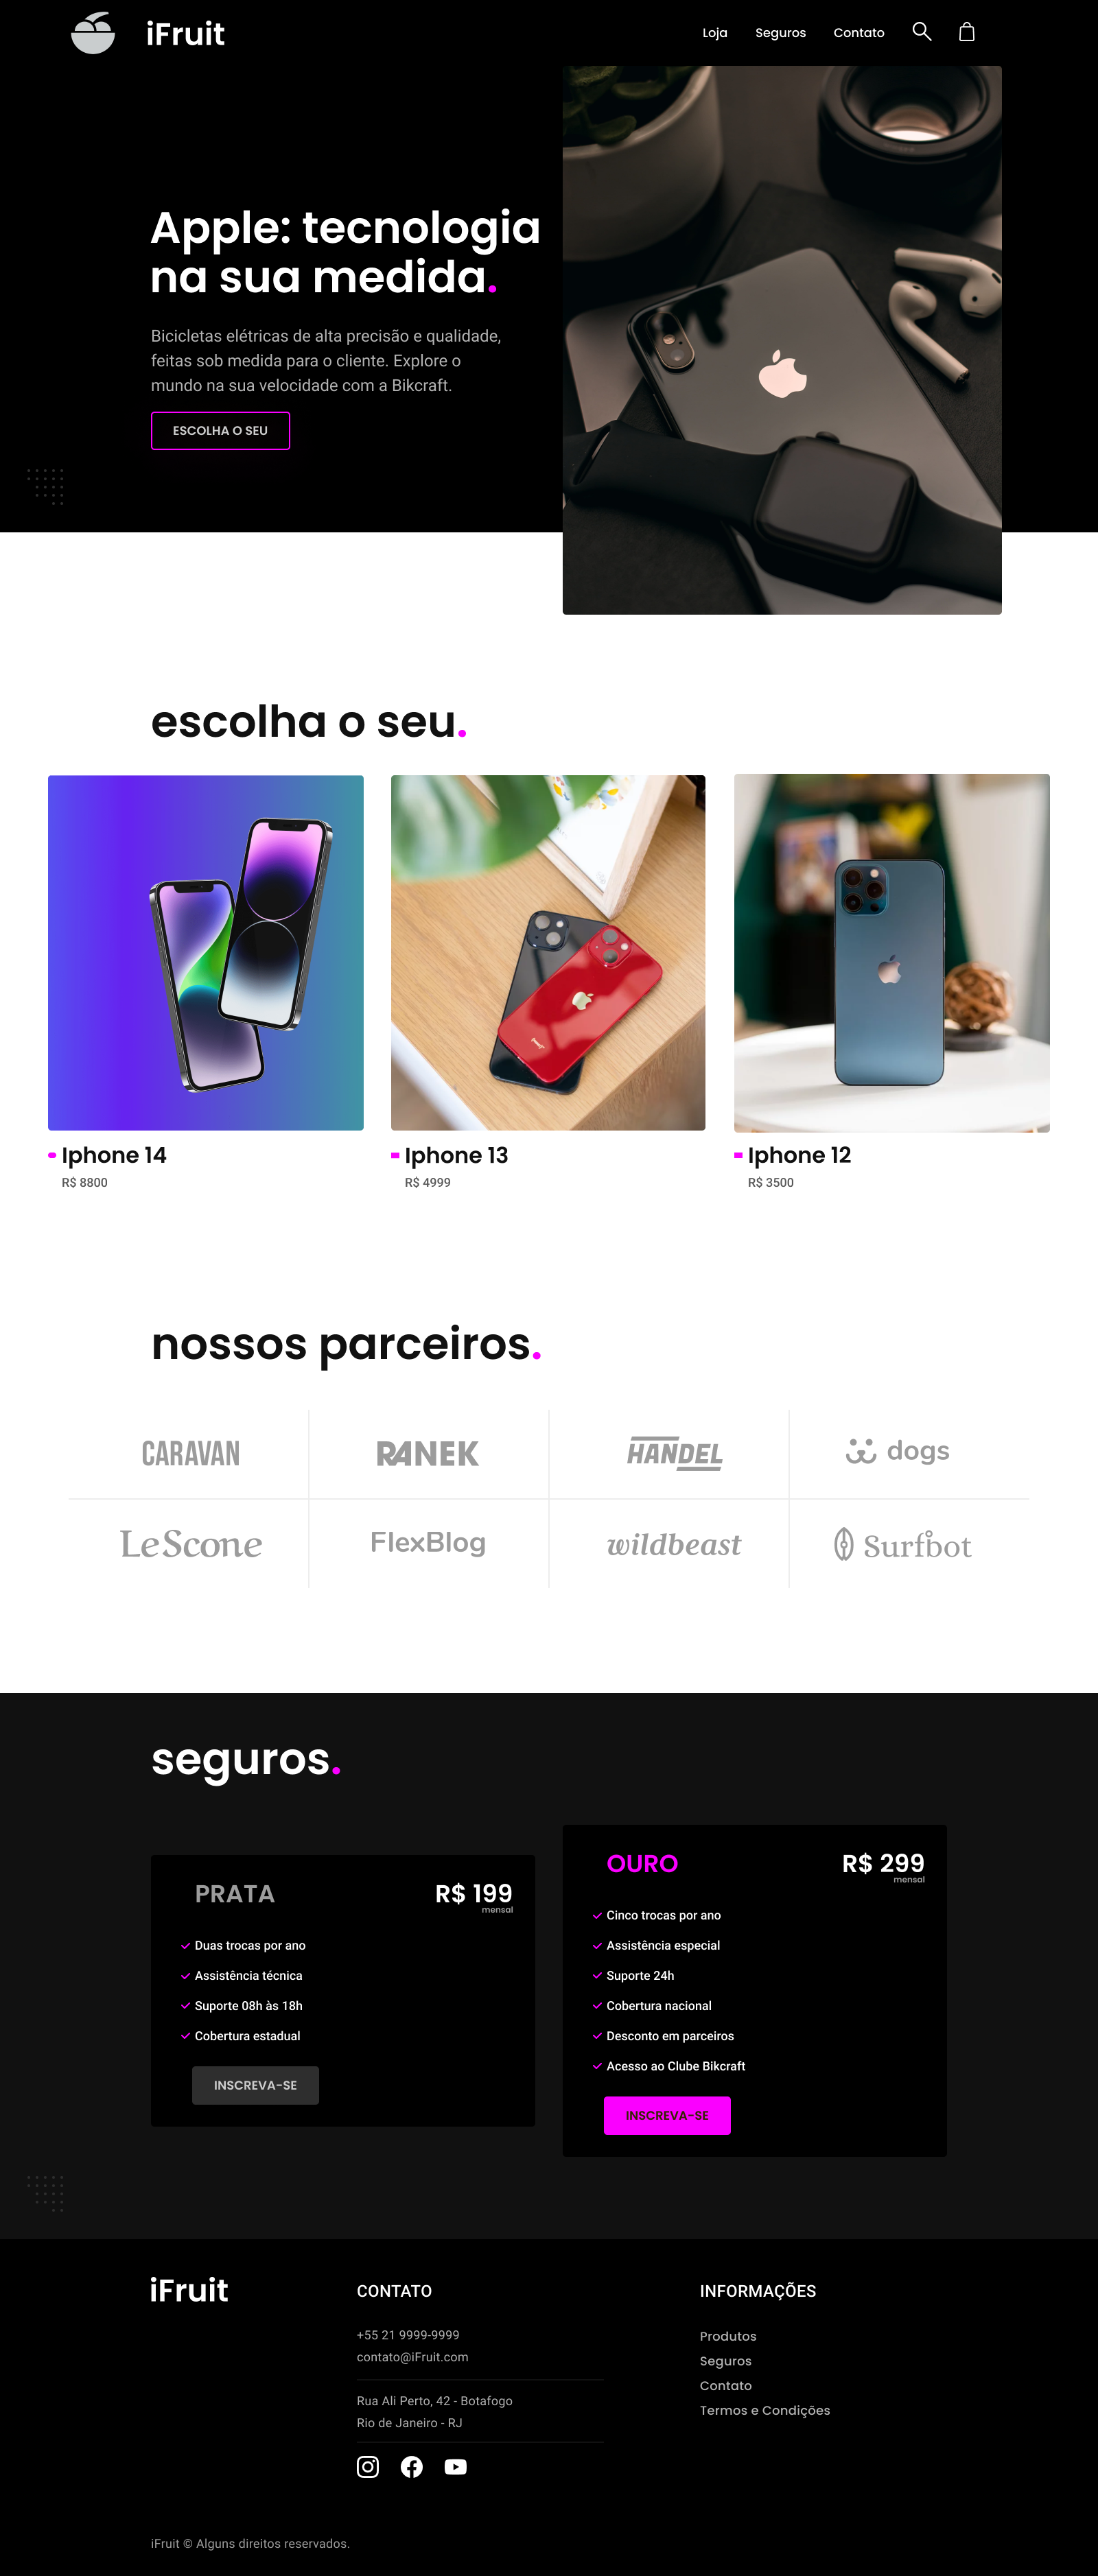 iFruit
Loja Seguros Contato
Apple: tecnologia
na sua medida.
Bicicletas elétricas de alta precisão e qualidade,
feitas sob medida para o cliente. Explore o
mundo na sua velocidade com a Bikcraft.
ESCOLHA O SEU
escolha o seu.
Iphone 14
R$ 8800
Iphone 13
R$ 4999
Iphone 12
R$ 3500
nossos parceiros.
CARAVAN
RANEK
HANDEL
dogs
LeScone
FlexBlog
wildbeast
Surfbot
seguros.
PRATA
R$ 199
mensal
Duas trocas por ano
Assistência técnica
Suporte 08h às 18h
Cobertura estadual
INSCREVA-SE
OURO
R$ 299
mensal
Cinco trocas por ano
Assistência especial
Suporte 24h
Cobertura nacional
Desconto em parceiros
Acesso ao Clube Bikcraft
INSCREVA-SE
iFruit
CONTATO
+55 21 9999-9999
contato@iFruit.com
Rua Ali Perto, 42 - Botafogo
Rio de Janeiro - RJ
INFORMAÇÕES
Produtos
Seguros
Contato
Termos e Condições
iFruit © Alguns direitos reservados.